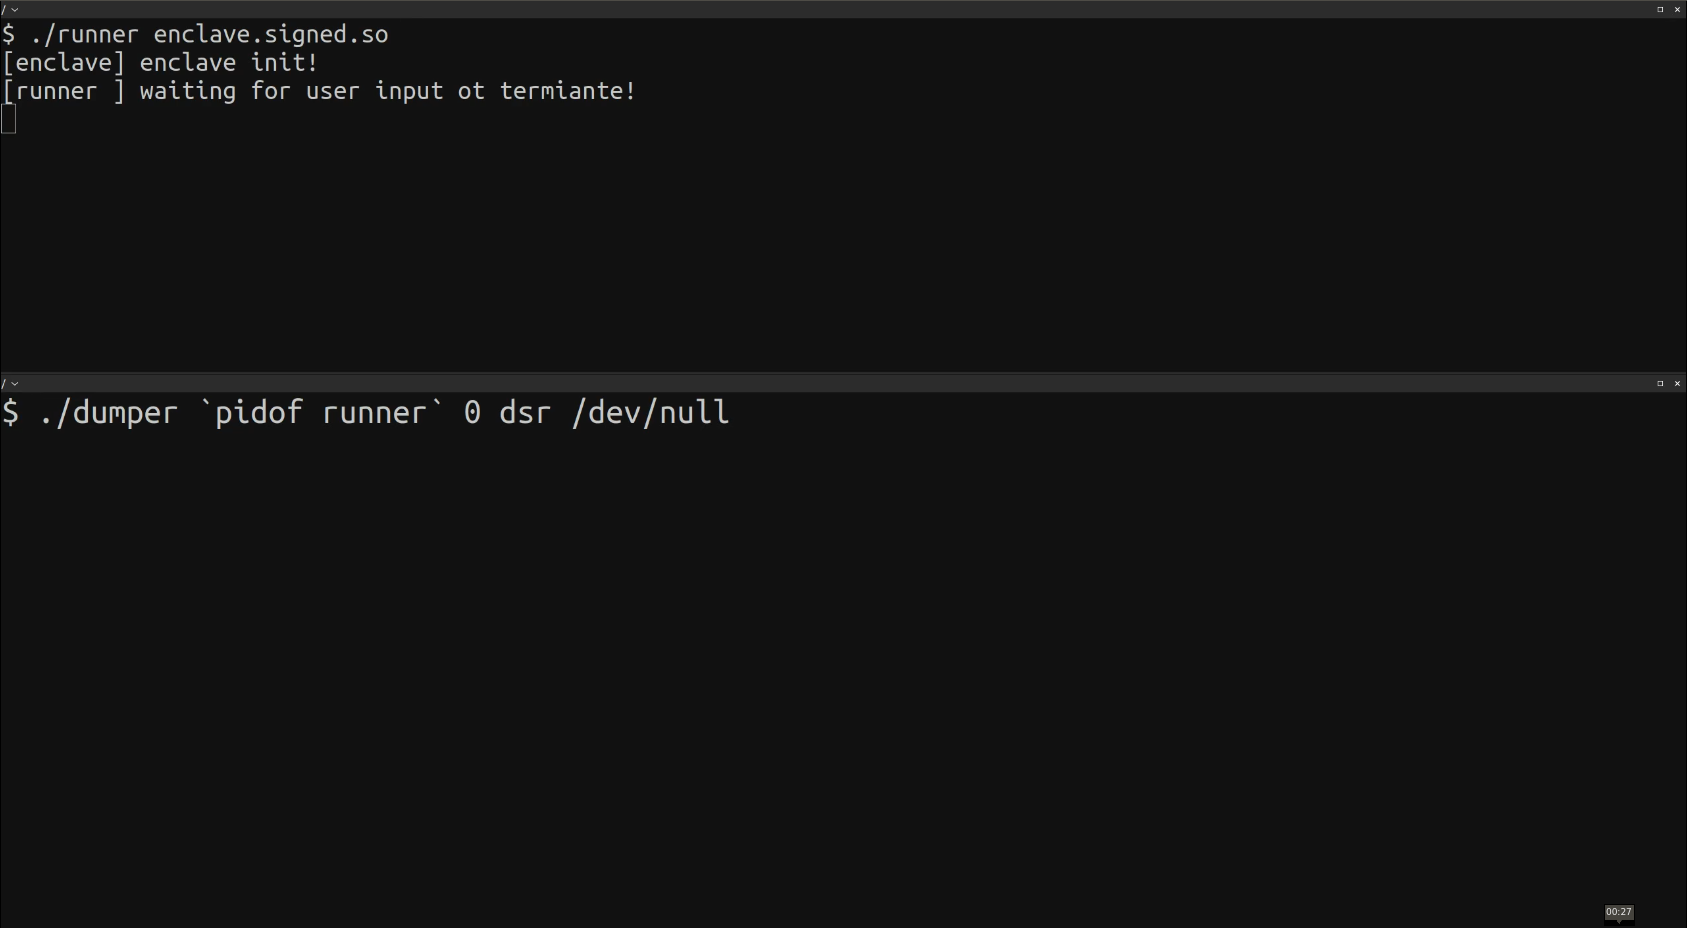 /
$ ./runner enclave.signed.so
[enclave] enclave init!
[runner ] waiting for user input ot termiante!
/
$ ./dumper `pidof runner` 0 dsr /dev/null
00:27